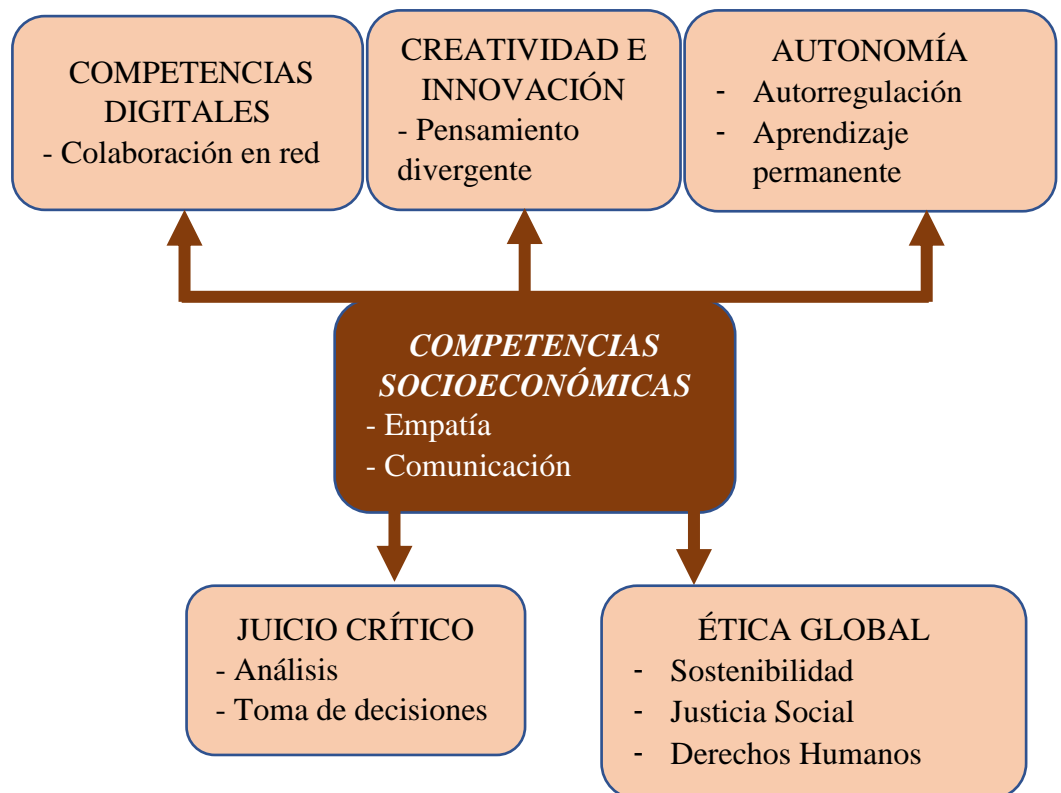 COMPETENCIAS
DIGITALES
- Colaboración en red
CREATIVIDAD E
INNOVACIÓN
- Pensamiento
divergente
AUTONOMÍA
- Autorregulación
- Aprendizaje
permanente
COMPETENCIAS
SOCIOECONÓMICAS
- Empatía
- Comunicación
JUICIO CRÍTICO
- Análisis
- Toma de decisiones
ÉTICA GLOBAL
- Sostenibilidad
- Justicia Social
- Derechos Humanos